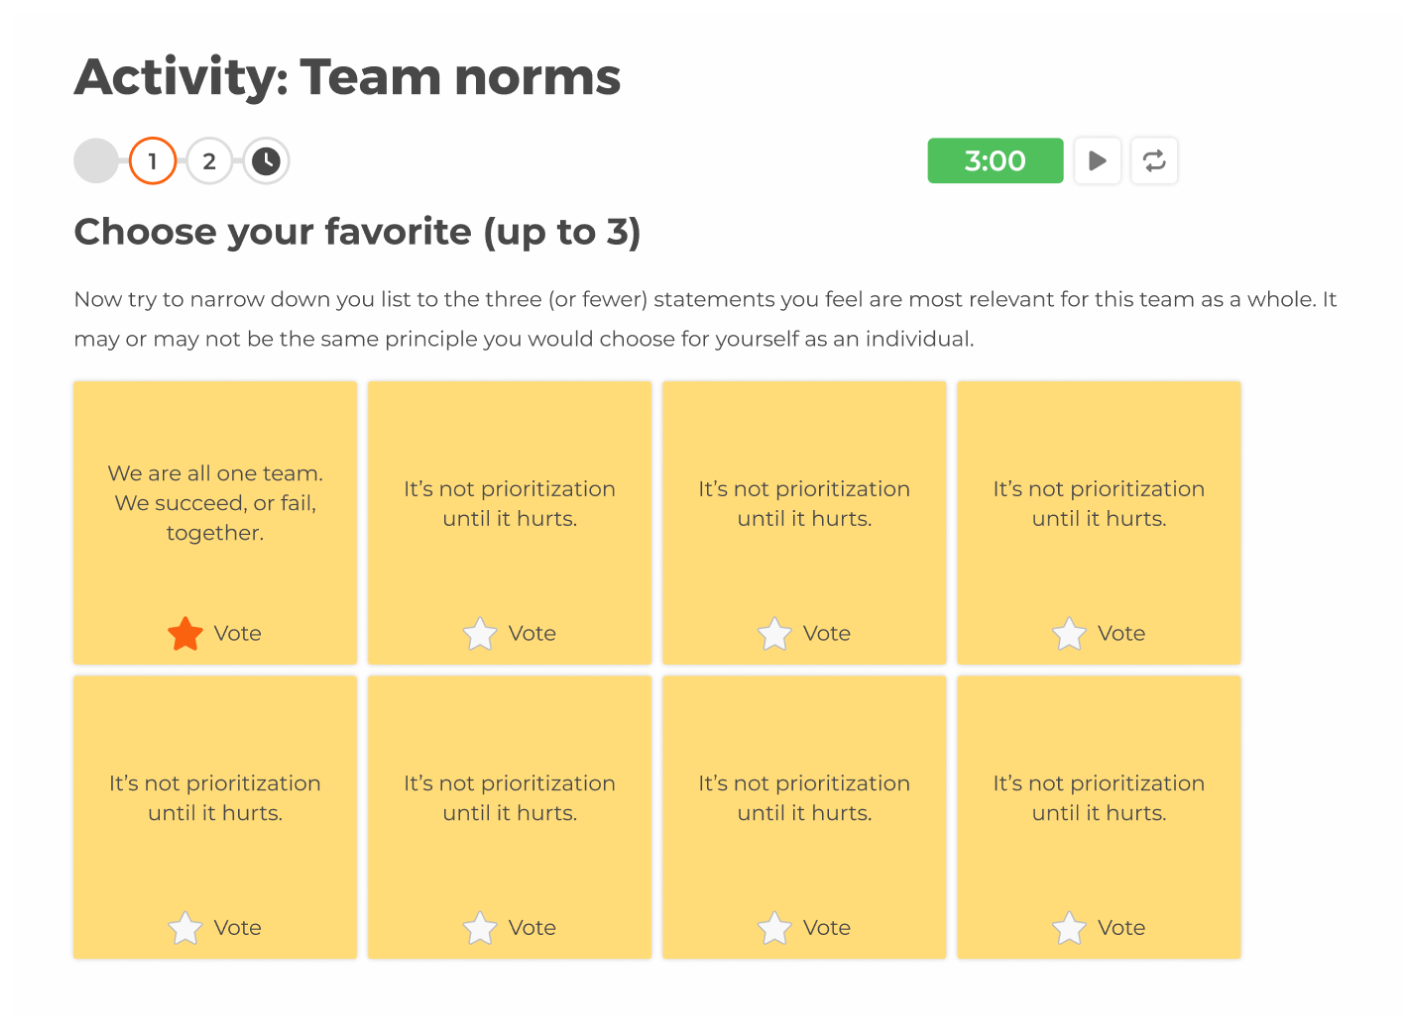 Activity: Team norms
1 2
3:00
Choose your favorite (up to 3)
Now try to narrow down you list to the three (or fewer) statements you feel are most relevant for this team as a whole. It
may or may not be the same principle you would choose for yourself as an individual.
We are all one team.
We succeed, or fail,
together.
Vote
It's not prioritization
until it hurts.
Vote
It's not prioritization
until it hurts.
Vote
It's not prioritization
until it hurts.
Vote
It's not prioritization
until it hurts.
Vote
It's not prioritization
until it hurts.
Vote
It's not prioritization
until it hurts.
Vote
It's not prioritization
until it hurts.
Vote